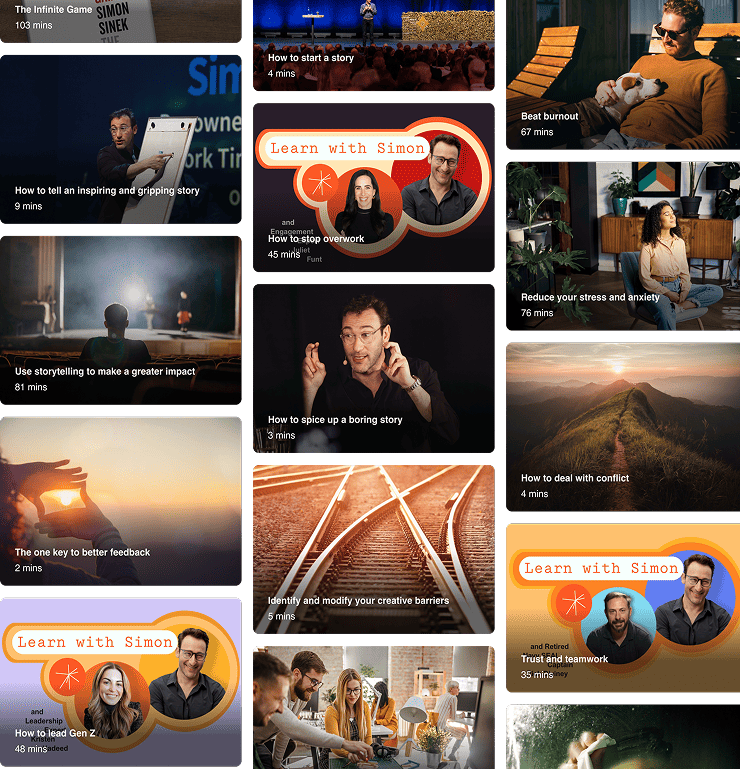 The Infinite Game
103 mins
SIMON
SINEK
THE
How to tell an inspiring and gripping story
9 mins
Use storytelling to make a greater impact
81 mins
The one key to better feedback
2 mins
Learn with Simon
and
Leadership
How to lead Gen Z
48 mins
How to start a story
4 mins
Learn with Simon
and
Engagement
How to stop overwork
Juliet
45 mins
Funt
How to spice up a boring story
3 mins
Identify and modify your creative barriers
5 mins
Beat burnout
67 mins
Reduce your stress and anxiety
76 mins
How to deal with conflict
4 mins
Learn with Simon
and Retired
Trust and teamwork
Captain
35 mins